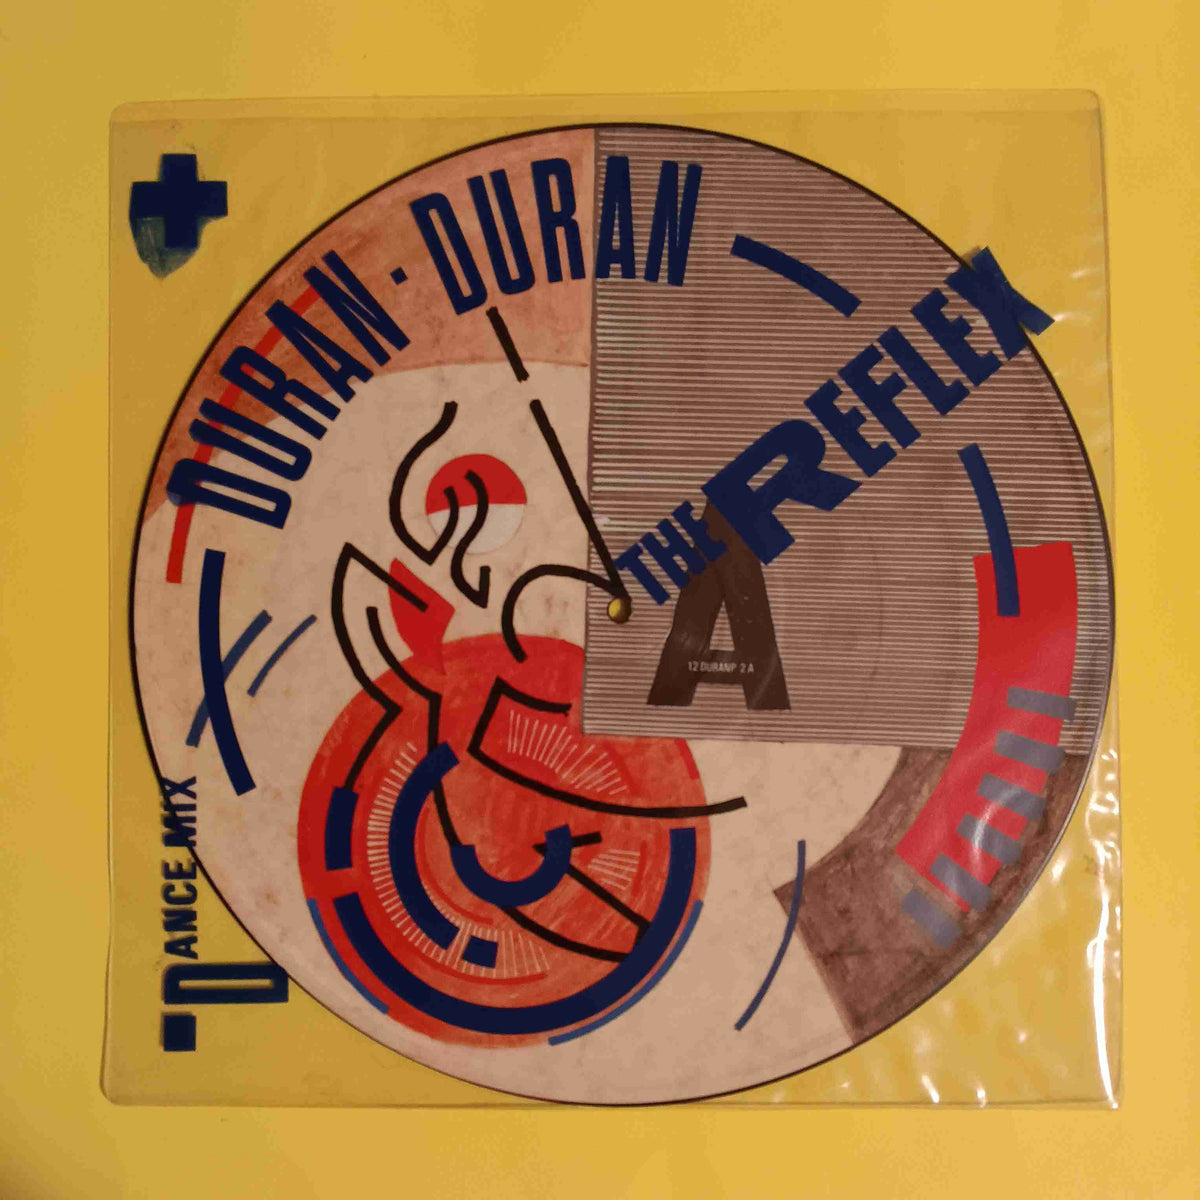 DURAN·DURAN
THE REFLEX
A
12 DURANP 2 A
DANCE MIX